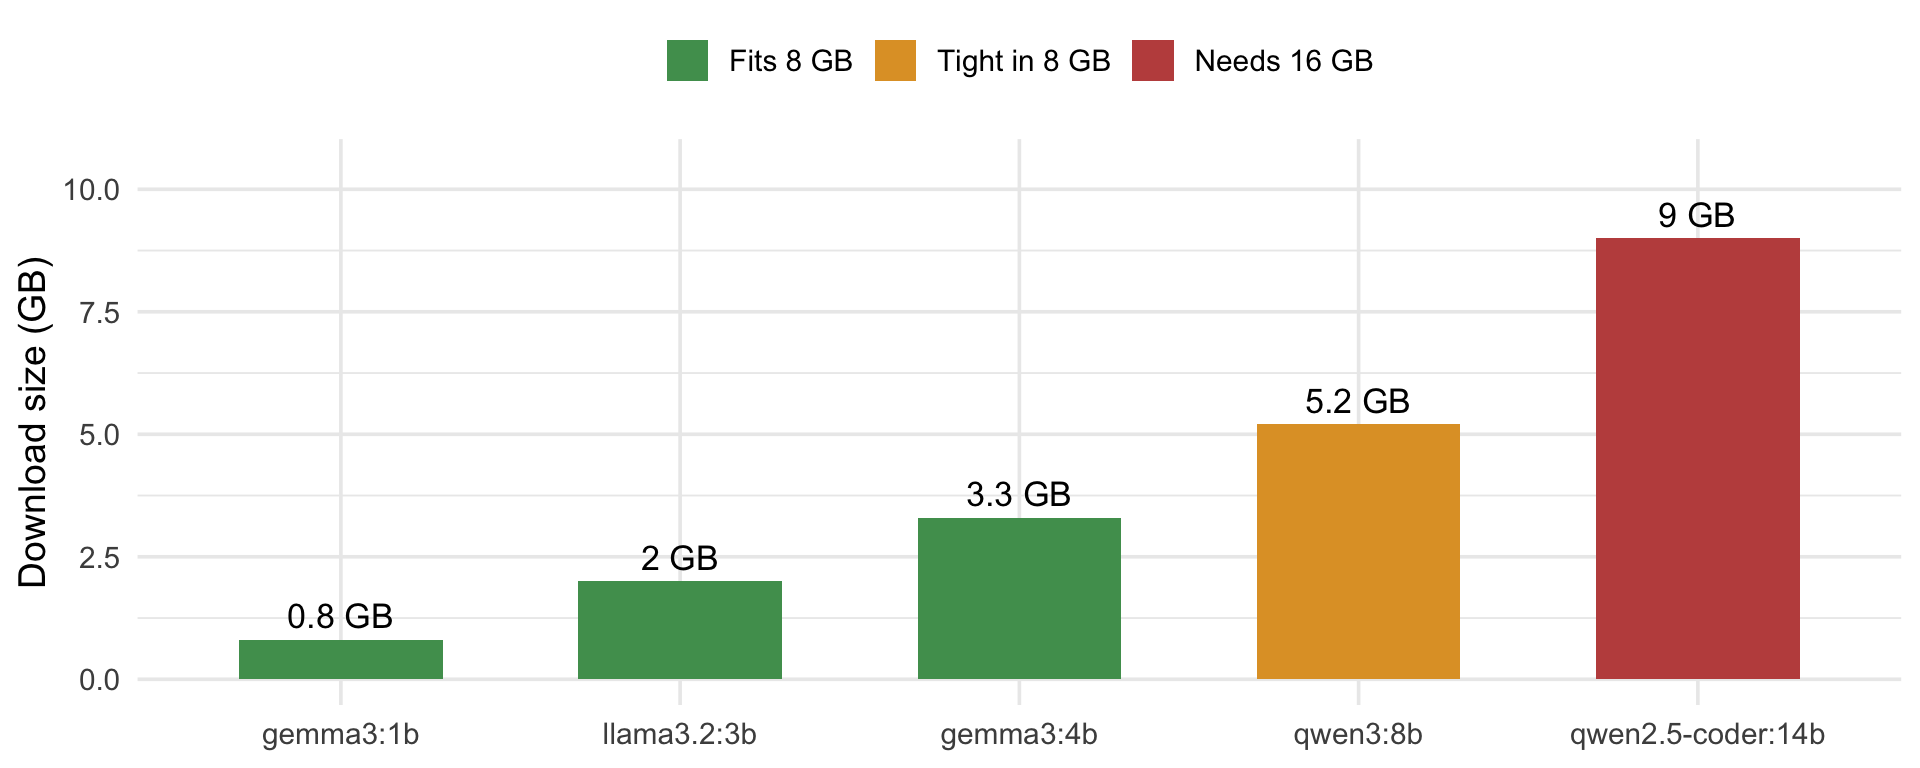 Fits 8 GB Tight in 8 GB Needs 16 GB
Download size (GB)
10.0
7.5
5.0
2.5
0.0
0.8 GB
2 GB
3.3 GB
5.2 GB
9 GB
gemma3:1b llama3.2:3b gemma3:4b qwen3:8b qwen2.5-coder:14b